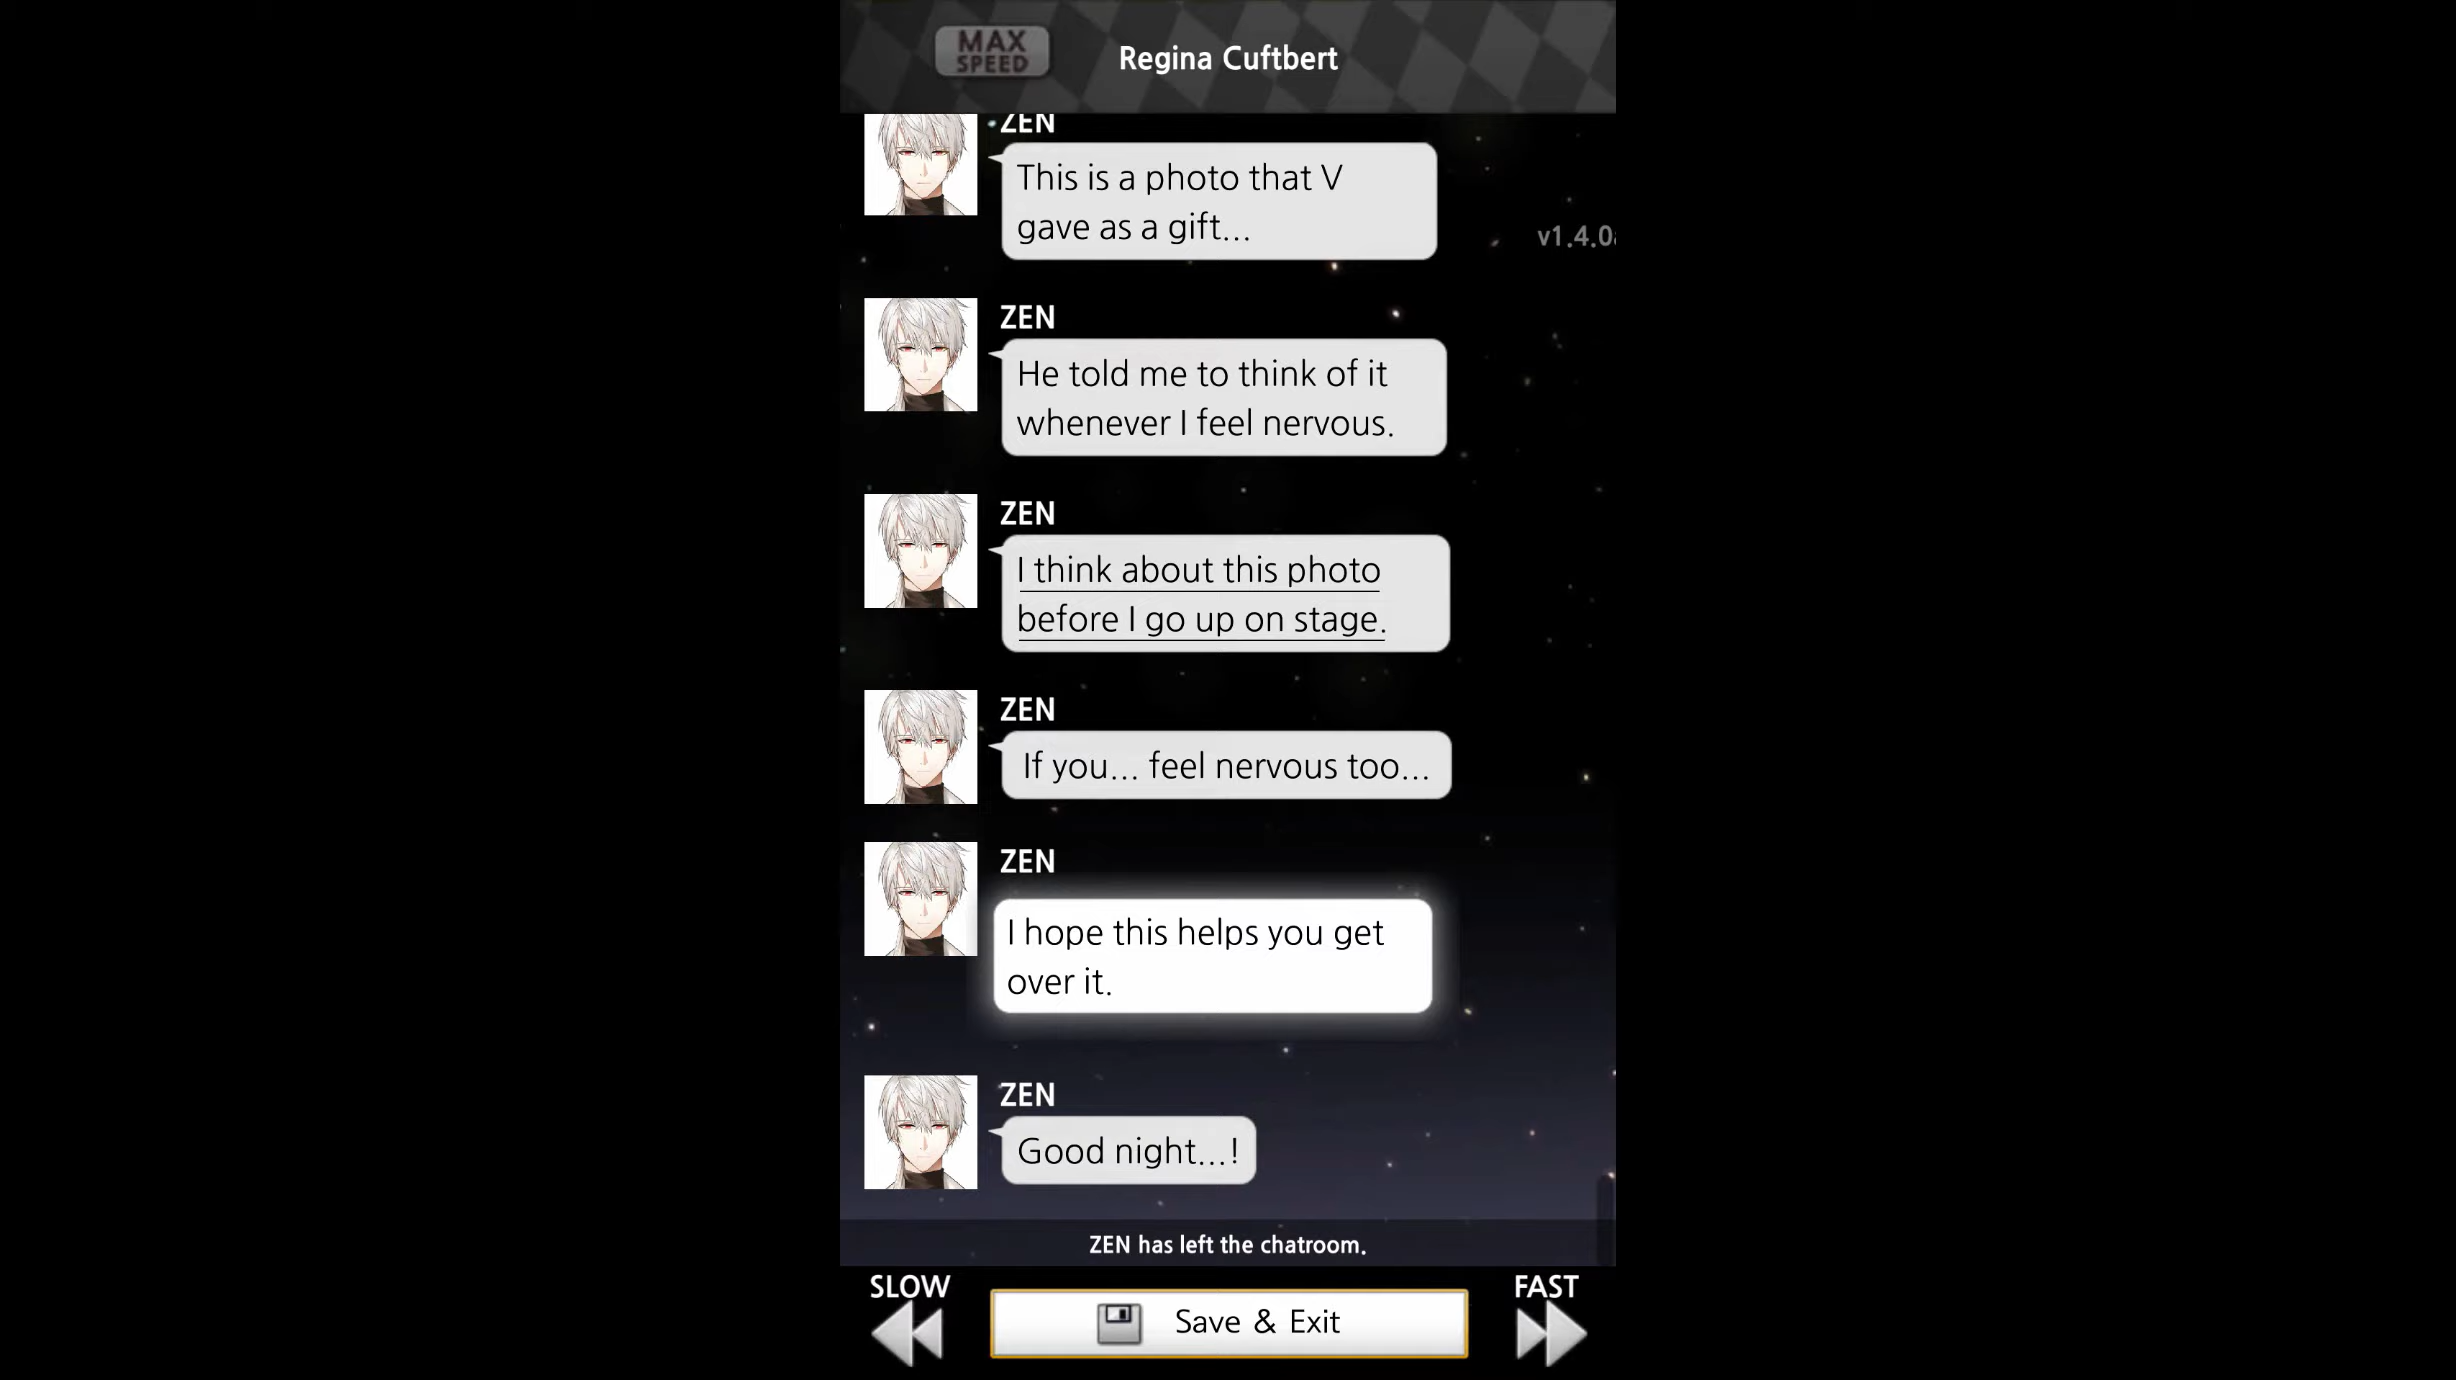 MAX
SPEED
Regina Cuftbert
ZEN
This is a photo that V
gave as a gift...
v1.4.0
ZEN
He told me to think of it
whenever I feel nervous.
ZEN
I think about this photo
before I go up on stage.
ZEN
If you... feel nervous too...
ZEN
I hope this helps you get
over it.
ZEN
Good night...!
ZEN has left the chatroom.
SLOW
Save & Exit
FAST